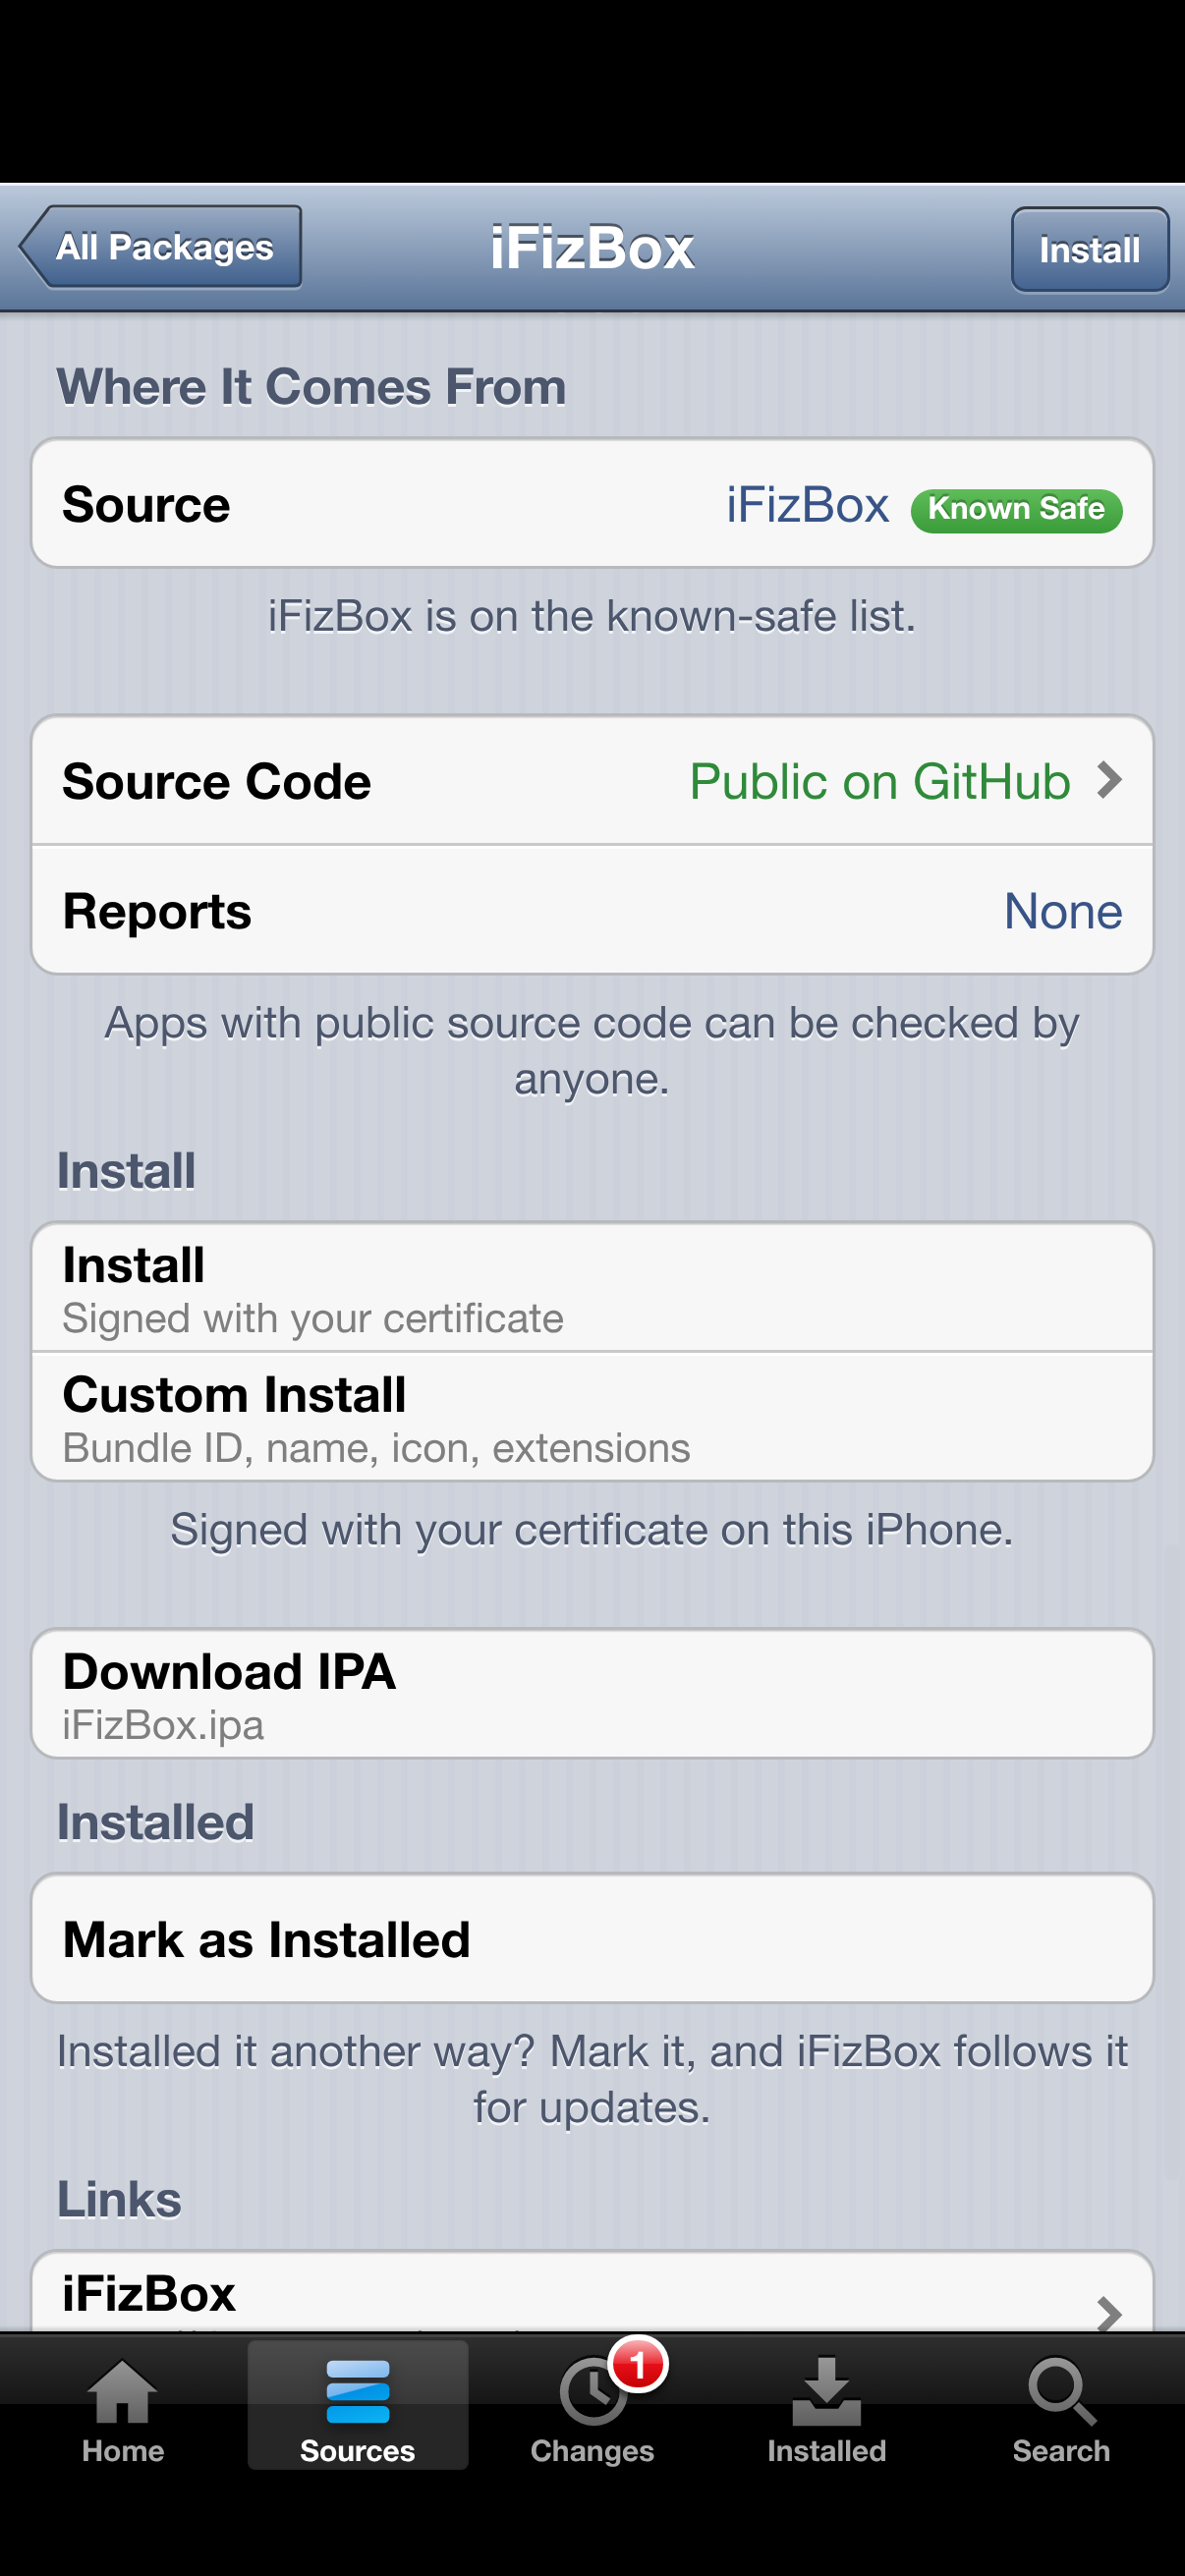 All Packages
iFizBox
Install
Where It Comes From
Source
iFizBox
Known Safe
iFizBox is on the known-safe list.
Source Code
Public on GitHub
Reports
None
Apps with public source code can be checked by
anyone.
Install
Install
Signed with your certificate
Custom Install
Bundle ID, name, icon, extensions
Signed with your certificate on this iPhone.
Download IPA
iFizBox.ipa
Installed
Mark as Installed
Installed it another way? Mark it, and iFizBox follows it
for updates.
Links
iFizBox
1
Home
Sources
Changes
Installed
Search